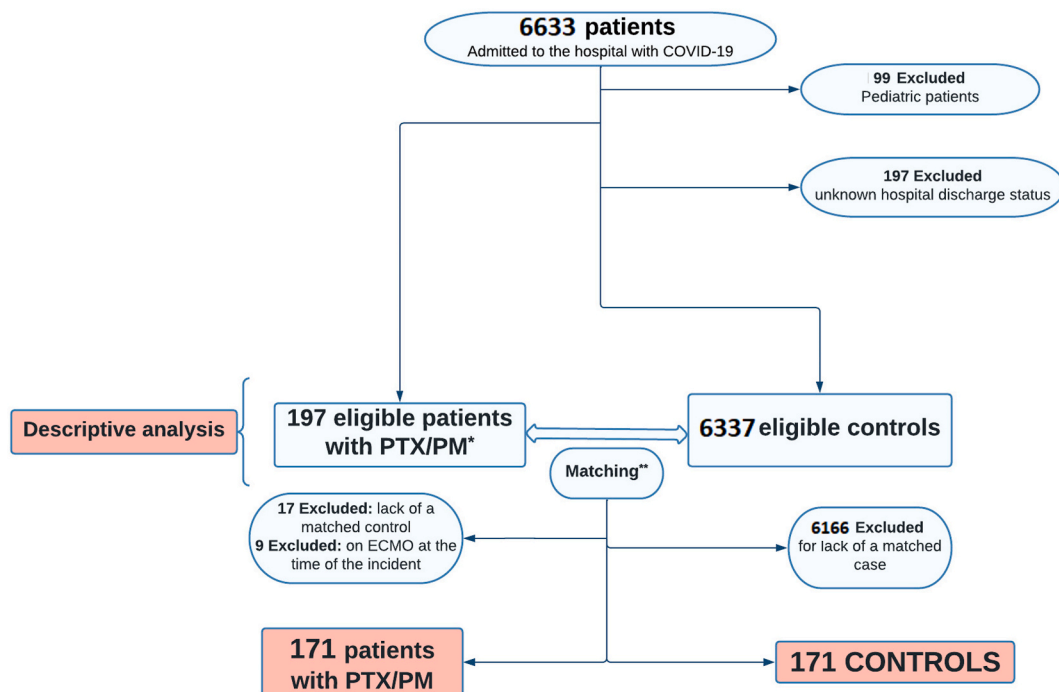 6633 patients
Admitted to the hospital with COVID-19
99 Excluded
Pediatric patients
197 Excluded
unknown hospital discharge status
Descriptive analysis
197 eligible patients
with PTX/PM*
6337 eligible controls
Matching**
17 Excluded: lack of a
matched control
9 Excluded: on ECMO at the
time of the incident
6166 Excluded
for lack of a matched
case
171 patients
with PTX/PM
171 CONTROLS